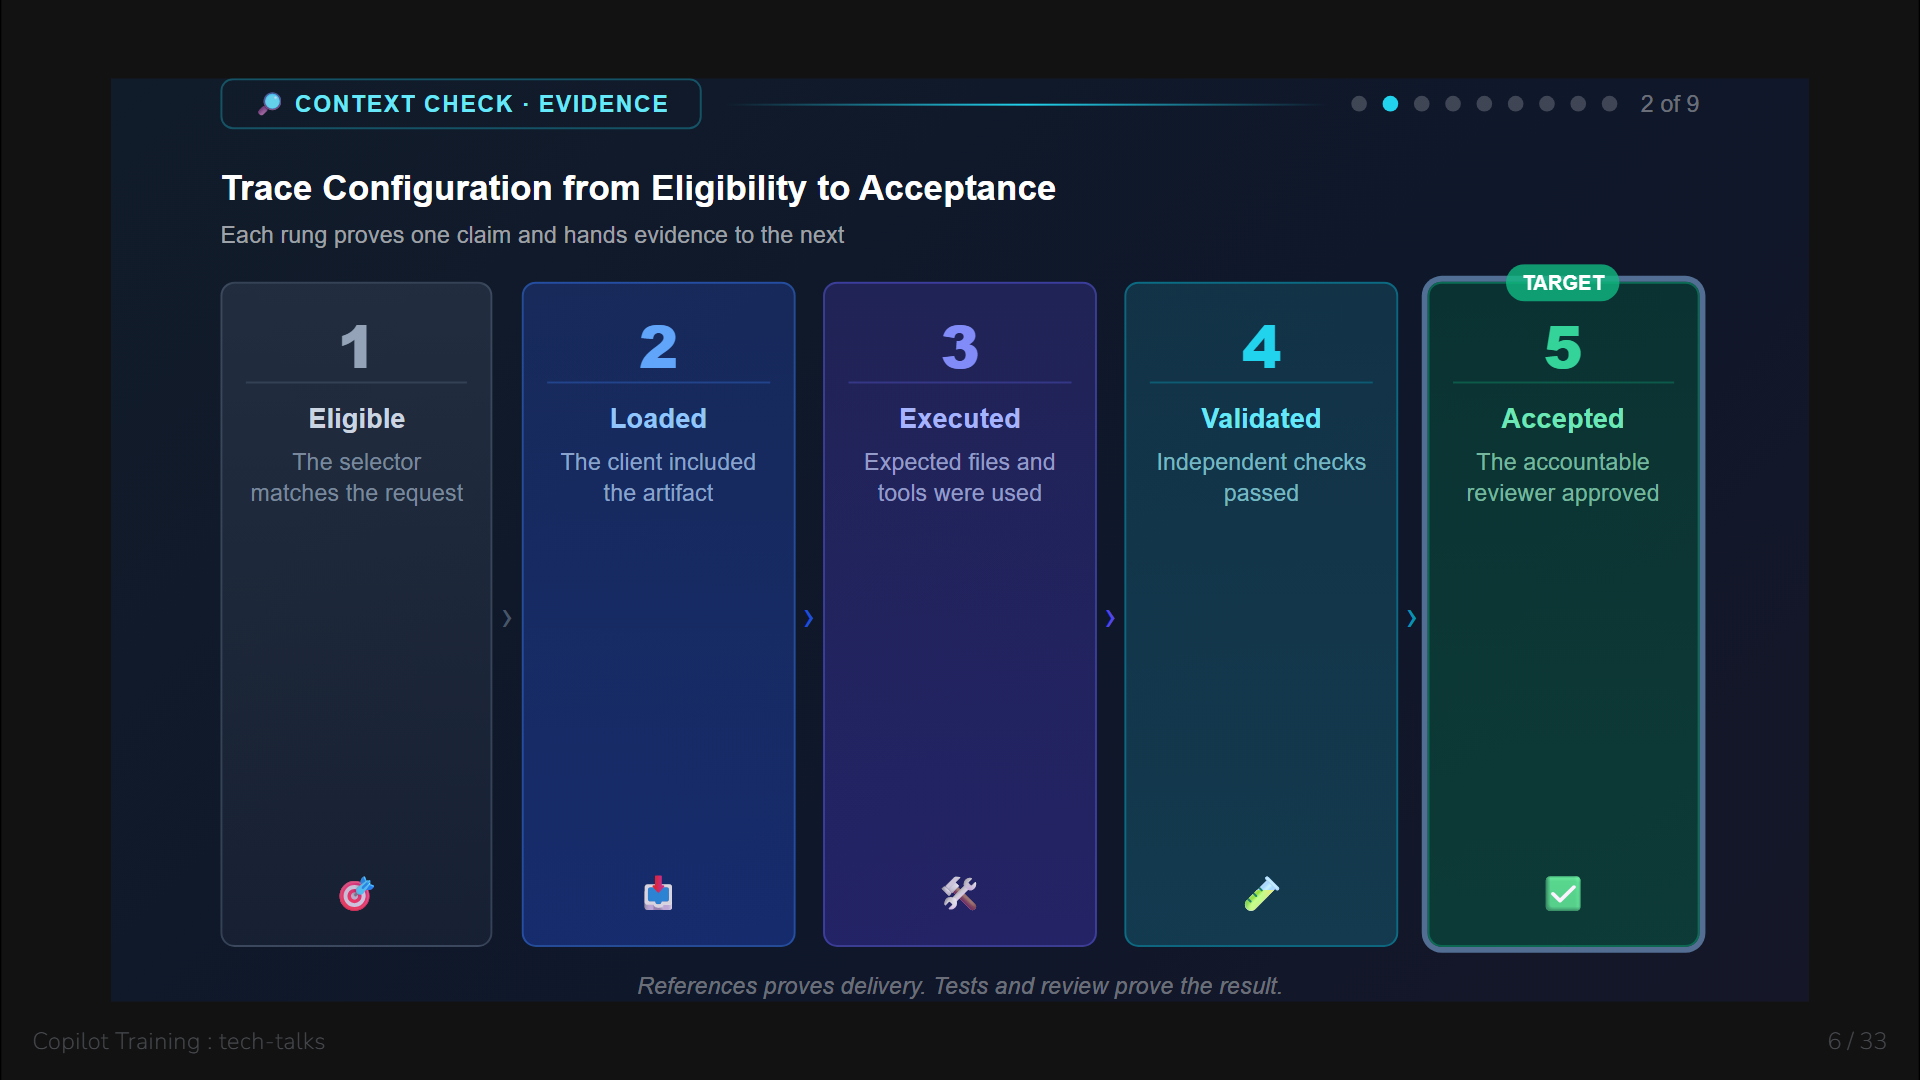 CONTEXT CHECK · EVIDENCE
2 of 9
Trace Configuration from Eligibility to Acceptance
Each rung proves one claim and hands evidence to the next
1
Eligible
The selector
matches the request
›
2
Loaded
The client included
the artifact
›
3
Executed
Expected files and
tools were used
›
4
Validated
Independent checks
passed
›
TARGET
5
Accepted
The accountable
reviewer approved
References proves delivery. Tests and review prove the result.
Copilot Training : tech-talks
6 / 33